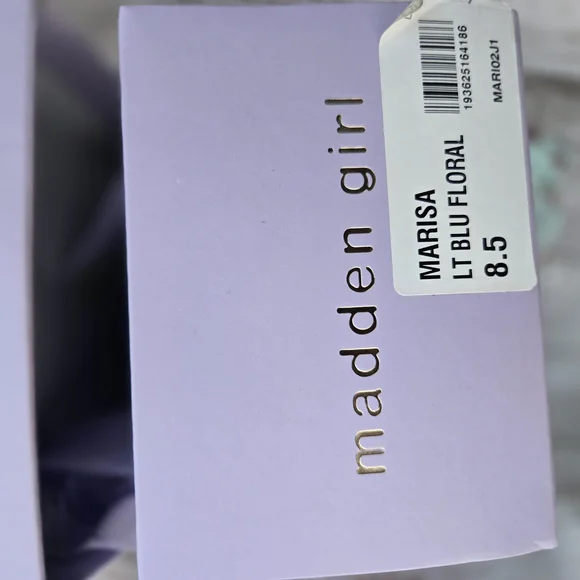 madden girl
MARISA
LT BLU FLORAL
8.5
193625164186
MARI02J1